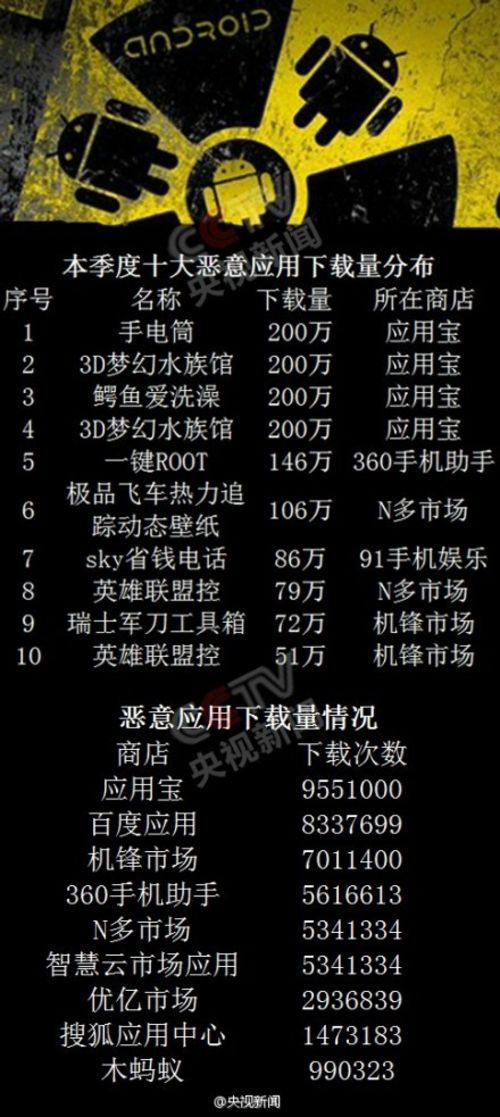 ANDROID
本季度十大恶意应用下载量分布
序号 名称 下载量 所在商店
1 手电筒 200万 应用宝
2 3D梦幻水族馆 200万 应用宝
3 鳄鱼爱洗澡 200万 应用宝
4 3D梦幻水族馆 200万 应用宝
5 一键ROOT 146万 360手机助手
6 极品飞车热力追
踪动态壁纸 106万 N多市场
7 sky省钱电话 86万 91手机娱乐
8 英雄联盟控 79万 N多市场
9 瑞士军刀工具箱 72万 机锋市场
10 英雄联盟控 51万 机锋市场
恶意应用下载量情况
商店 下载次数
应用宝 9551000
百度应用 8337699
机锋市场 7011400
360手机助手 5616613
N多市场 5341334
智慧云市场应用 5341334
优亿市场 2936839
搜狐应用中心 1473183
木蚂蚁 990323
CCTV
央视新闻
CCTV
央视新闻
@央视新闻